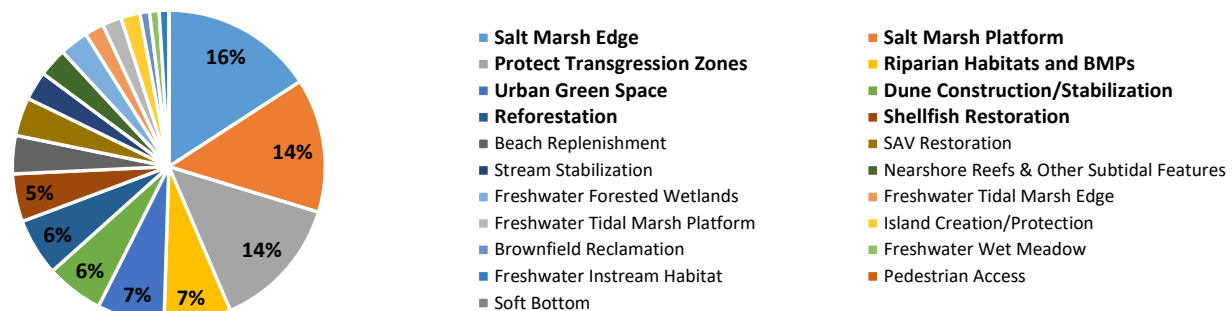 16%
14%
14%
7%
7%
6%
6%
5%
Salt Marsh Edge
Salt Marsh Platform
Protect Transgression Zones
Riparian Habitats and BMPs
Urban Green Space
Dune Construction/Stabilization
Reforestation
Shellfish Restoration
Beach Replenishment
SAV Restoration
Stream Stabilization
Nearshore Reefs & Other Subtidal Features
Freshwater Forested Wetlands
Freshwater Tidal Marsh Edge
Freshwater Tidal Marsh Platform
Island Creation/Protection
Brownfield Reclamation
Freshwater Wet Meadow
Freshwater Instream Habitat
Pedestrian Access
Soft Bottom